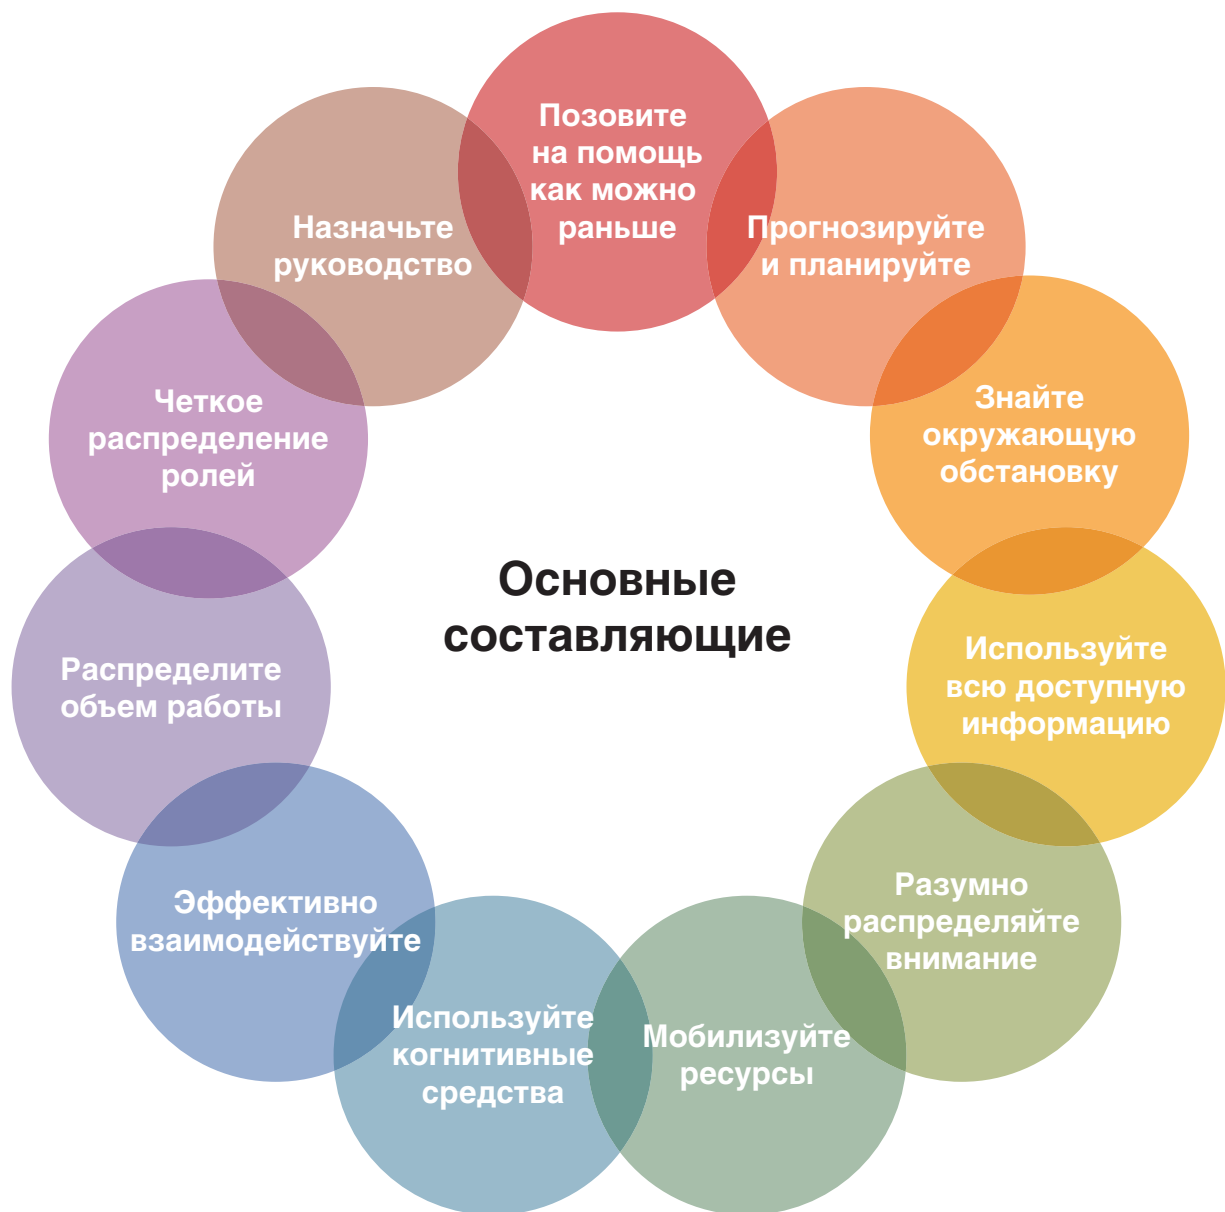 Позовите
на помощь
как можно
раньше
Прогнозируйте
и планируйте
Знайте
окружающую
обстановку
Используйте
всю доступную
информацию
Разумно
распределяйте
внимание
Мобилизуйте
ресурсы
Используйте
когнитивные
средства
Эффективно
взаимодействуйте
Распределите
объем работы
Четкое
распределение
ролей
Назначьте
руководство
Основные
составляющие